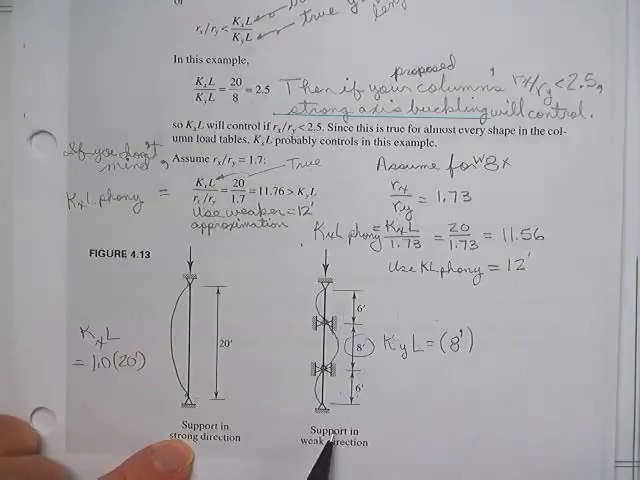 or
rx/ry < KxL/KyL true
In this example,
proposed
KxL/KyL = 20/8 = 2.5 Then if your columns' rx/ry < 2.5,
strong axis buckling will control.
so KxL will control if rx/ry < 2.5. Since this is true for almost every shape in the col-
umn load tables, KxL probably controls in this example.
If you don't
mind,
Assume rx/ry = 1.7: True Assume for W8x
KxL phony = KxL/rx/ry = 20/1.7 = 11.76 > KyL rx/ry = 1.73
Use weaker = 12'
approximation
KxL phony = KxL/1.73 = 20/1.73 = 11.56
Use KL phony = 12'
FIGURE 4.13
6'
KxL
= 1.0(20')
20'
8' KyL = (8')
6'
Support in
strong direction
Support in
weak direction